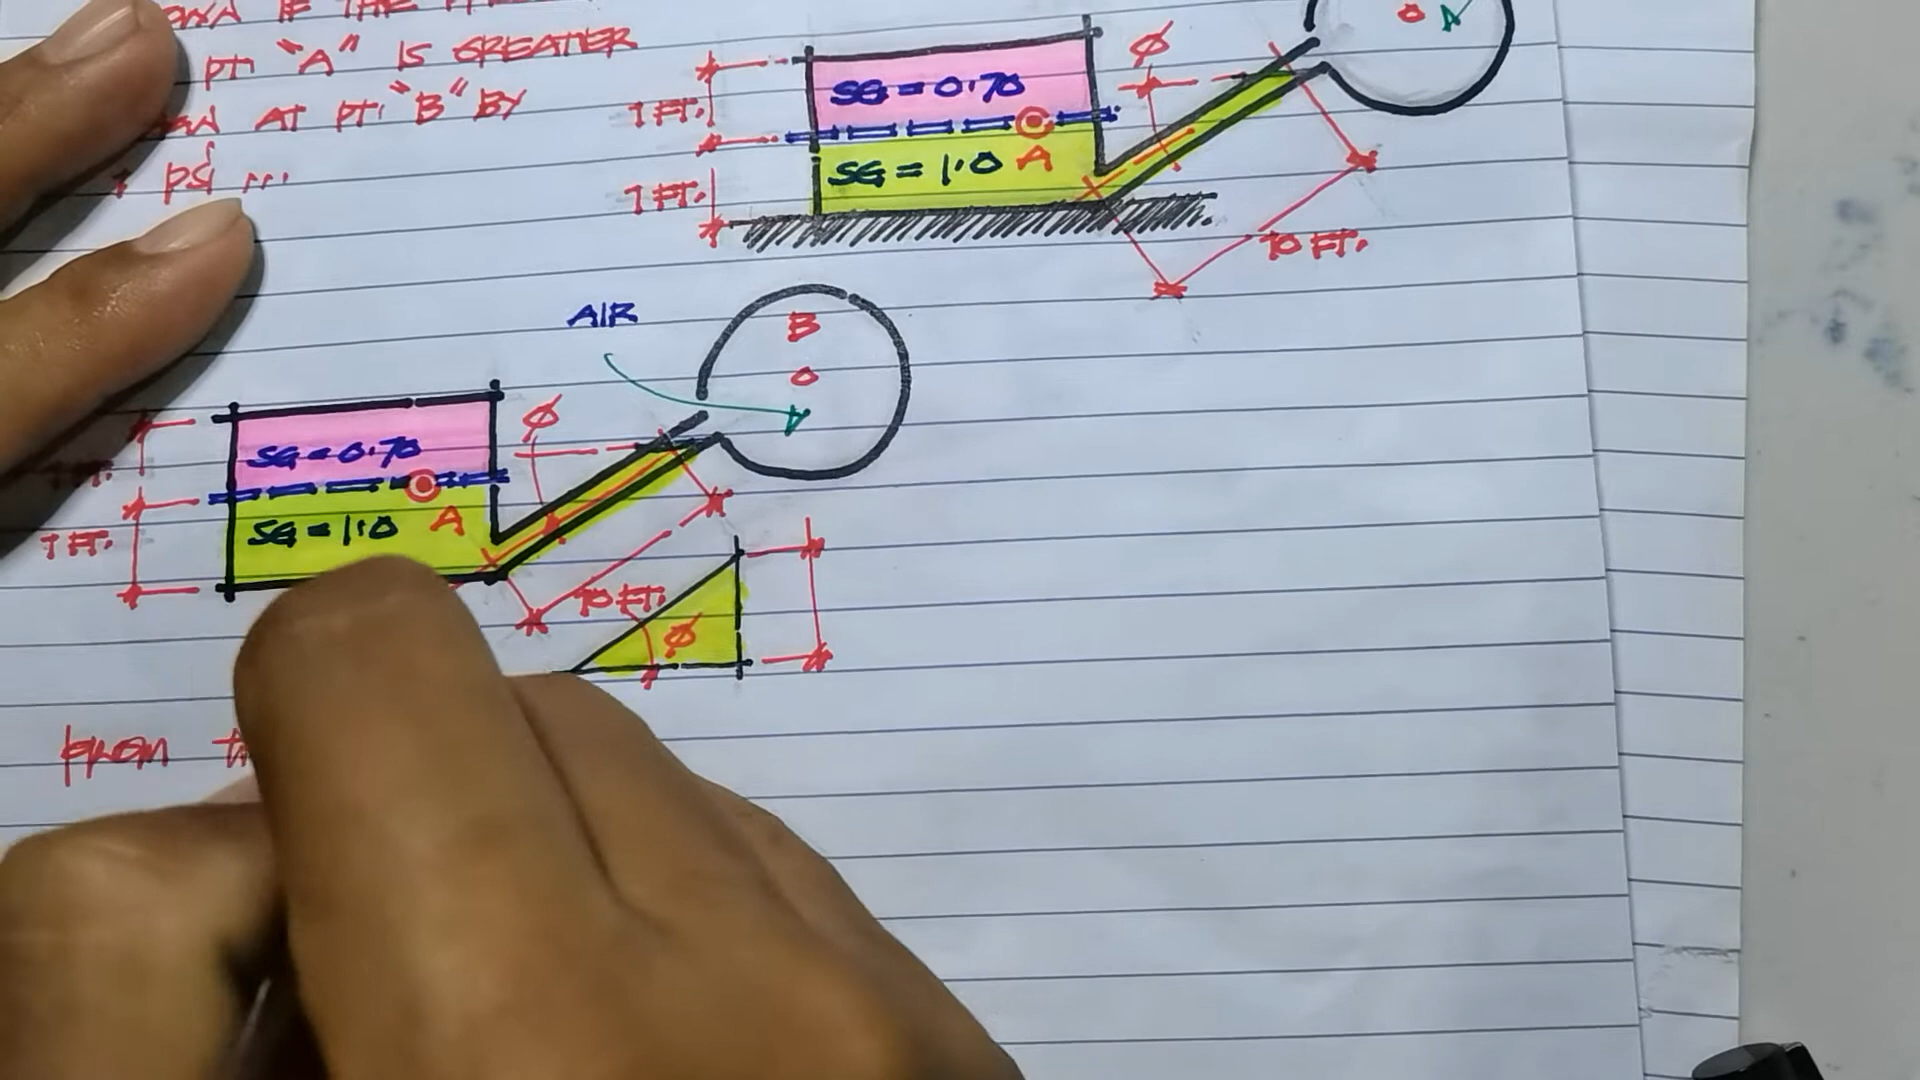 PT. "A" IS GREATER
AT PT. "B" BY
PSI ...
SG = 0.70
1 FT.
SG = 1.0 A
1 FT.
φ
10 FT.
AIR
B
SG = 0.70
SG = 1.0 A
1 FT.
φ
10 FT.
φ
FROM